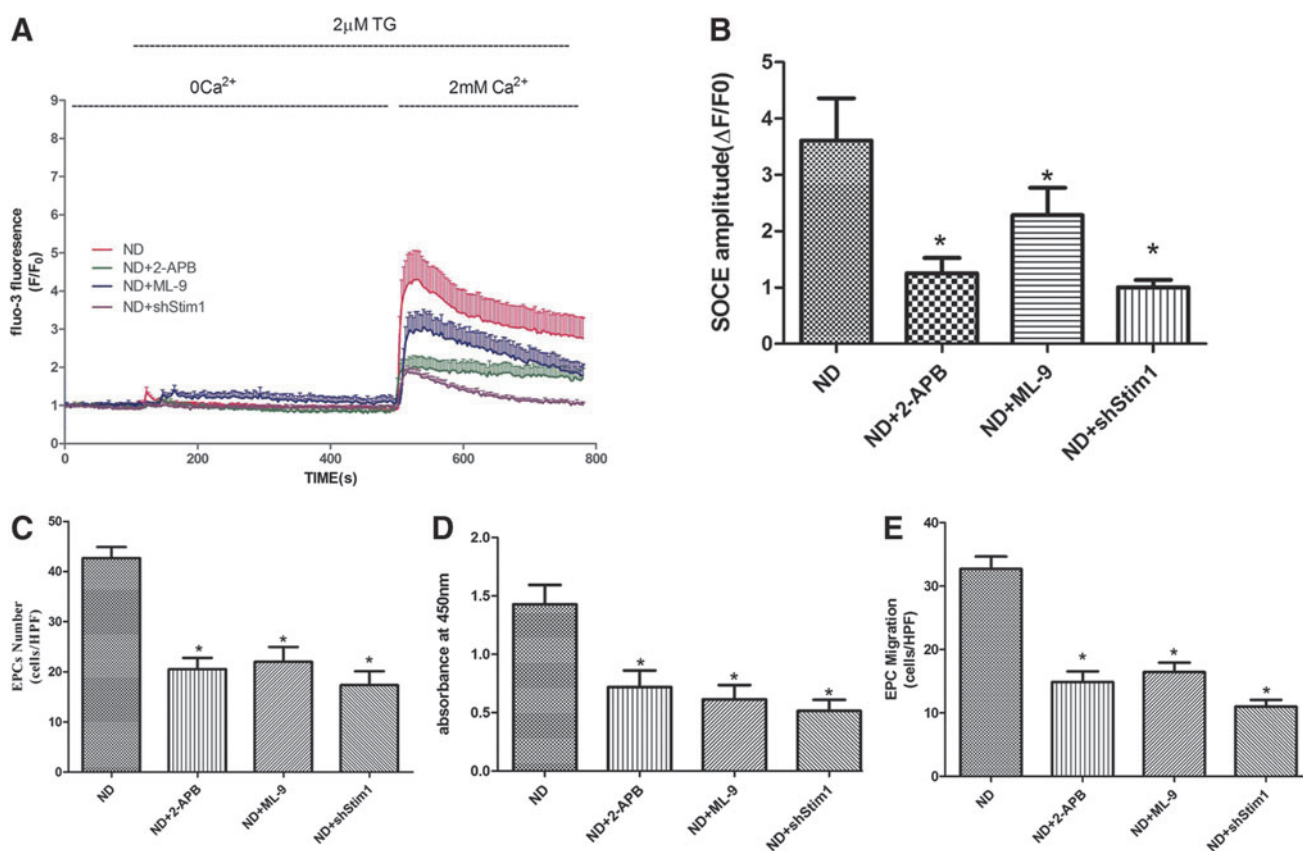 A
2μM TG
0Ca2+
2mM Ca2+
fluo-3 fluoresence
(F/F0)
9
8
7
6
5
4
3
2
1
0
ND
ND+2-APB
ND+ML-9
ND+shStim1
0
200
400
600
800
TIME(s)
B
SOCE amplitude(ΔF/F0)
5
4
3
2
1
0
*
*
*
ND
ND+2-APB
ND+ML-9
ND+shStim1
C
EPCs Number
(cells/HPF)
50
40
30
20
10
0
*
*
*
ND
ND+2-APB
ND+ML-9
ND+shStim1
D
absorbance at 450nm
2.0
1.5
1.0
0.5
0.0
*
*
*
ND
ND+2-APB
ND+ML-9
ND+shStim1
E
EPC Migration
(cells/HPF)
40
30
20
10
0
*
*
*
ND
ND+2-APB
ND+ML-9
ND+shStim1